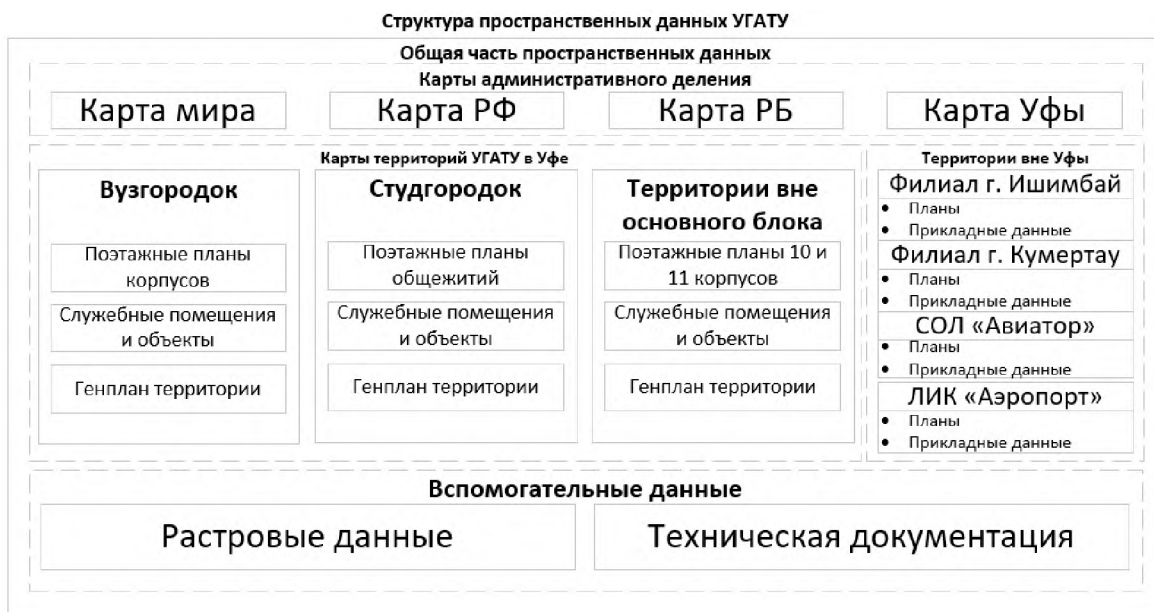 Структура пространственных данных УГАТУ
Общая часть пространственных данных
Карты административного деления
Карта мира
Карта РФ
Карта РБ
Карта Уфы
Карты территорий УГАТУ в Уфе
Вузгородок
Поэтажные планы
корпусов
Служебные помещения
и объекты
Генплан территории
Студгородок
Поэтажные планы
общежитий
Служебные помещения
и объекты
Генплан территории
Территории вне
основного блока
Поэтажные планы 10 и
11 корпусов
Служебные помещения
и объекты
Генплан территории
Территории вне Уфы
Филиал г. Ишимбай
• Планы
• Прикладные данные
Филиал г. Кумертау
• Планы
• Прикладные данные
СОЛ «Авиатор»
• Планы
• Прикладные данные
ЛИК «Аэропорт»
• Планы
• Прикладные данные
Вспомогательные данные
Растровые данные
Техническая документация